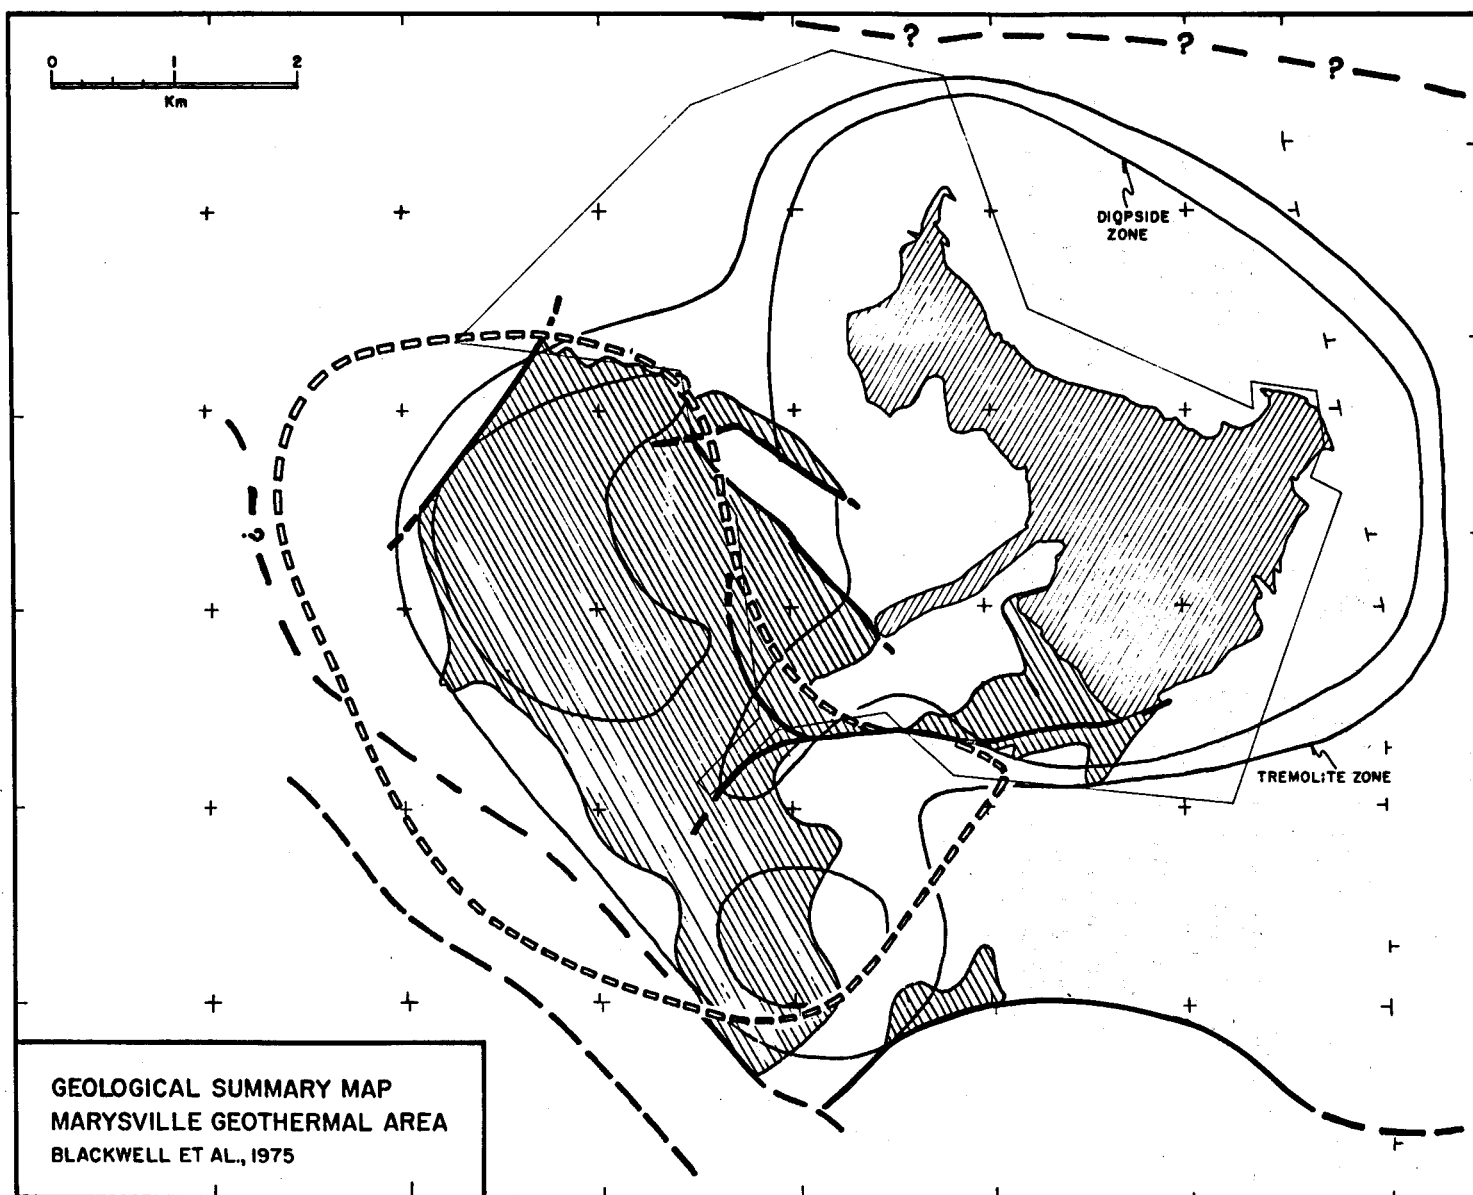 0 1 2
Km
?
?
?
DIOPSIDE
ZONE
?
TREMOLITE ZONE
GEOLOGICAL SUMMARY MAP
MARYSVILLE GEOTHERMAL AREA
BLACKWELL ET AL., 1975